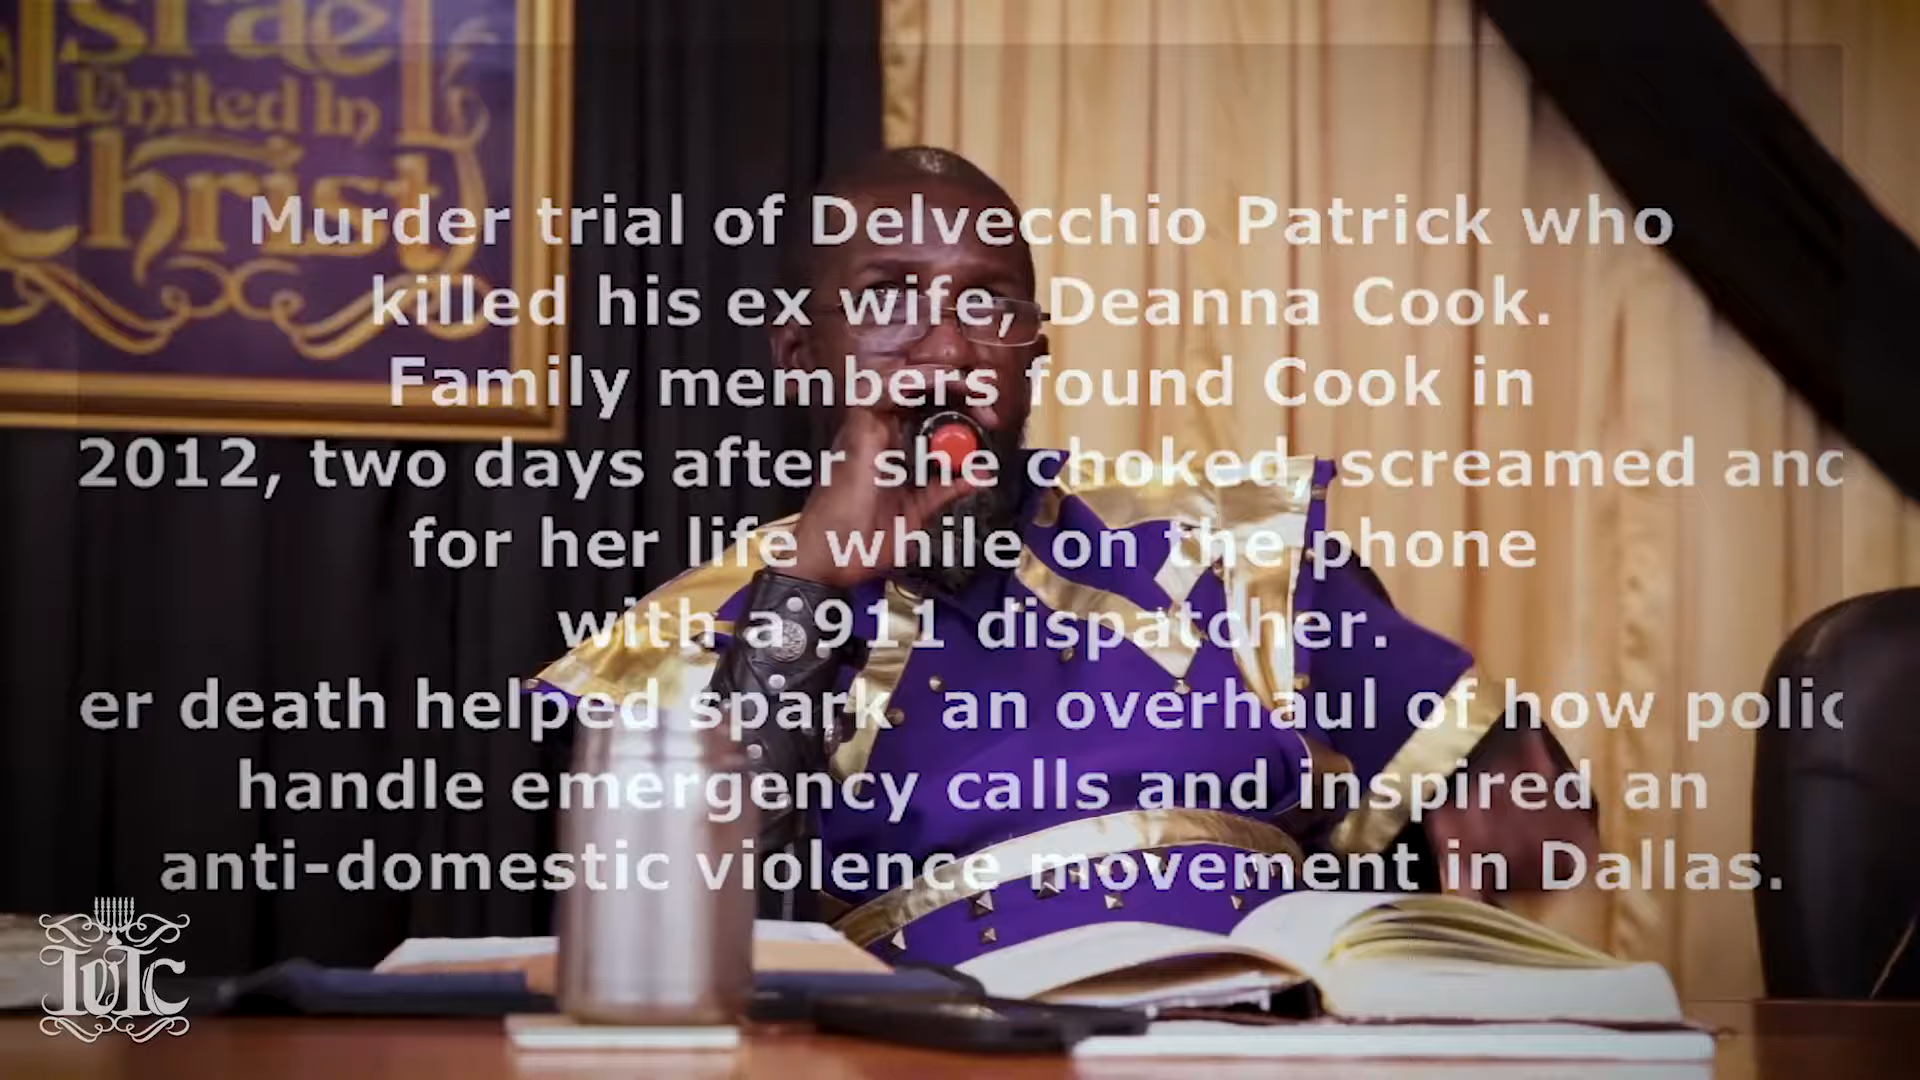 Israel
United In
Christ
Murder trial of Delvecchio Patrick who
killed his ex wife, Deanna Cook.
Family members found Cook in
2012, two days after she choked, screamed and
for her life while on the phone
with a 911 dispatcher.
er death helped spark an overhaul of how polic
handle emergency calls and inspired an
anti-domestic violence movement in Dallas.
IUIC